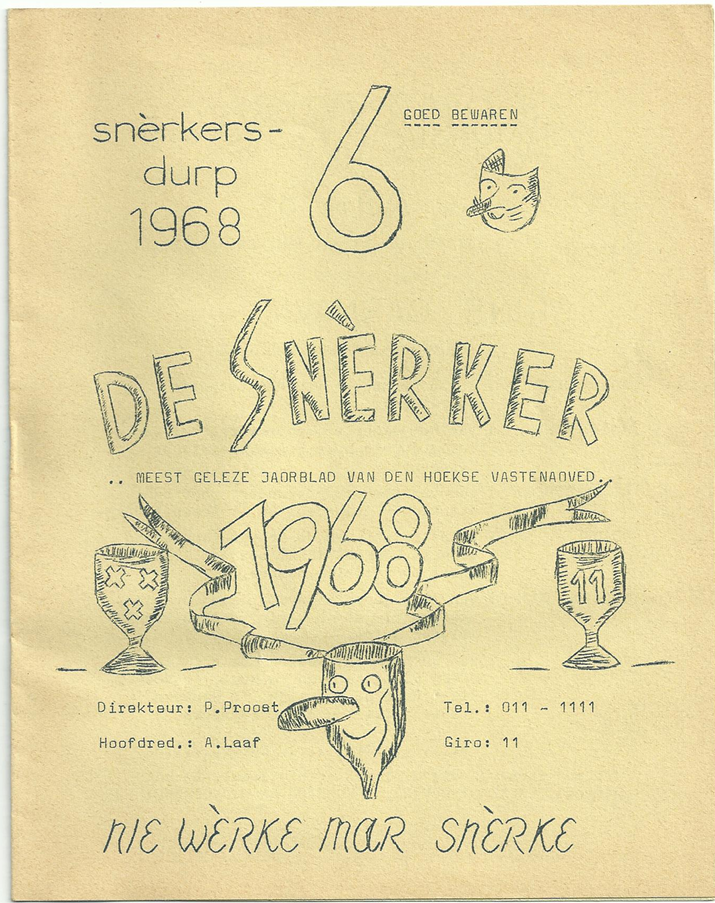 snèrkers-
durp
1968
6
GOED BEWAREN
DE SNÈRKER
.. MEEST GELEZE JAORBLAD VAN DEN HOEKSE VASTENAOVED..
1968
11
Direkteur: P.Proost
Tel.: 011 - 1111
Hoofdred.: A.Laaf
Giro: 11
NIE WÈRKE MAR SNÈRKE